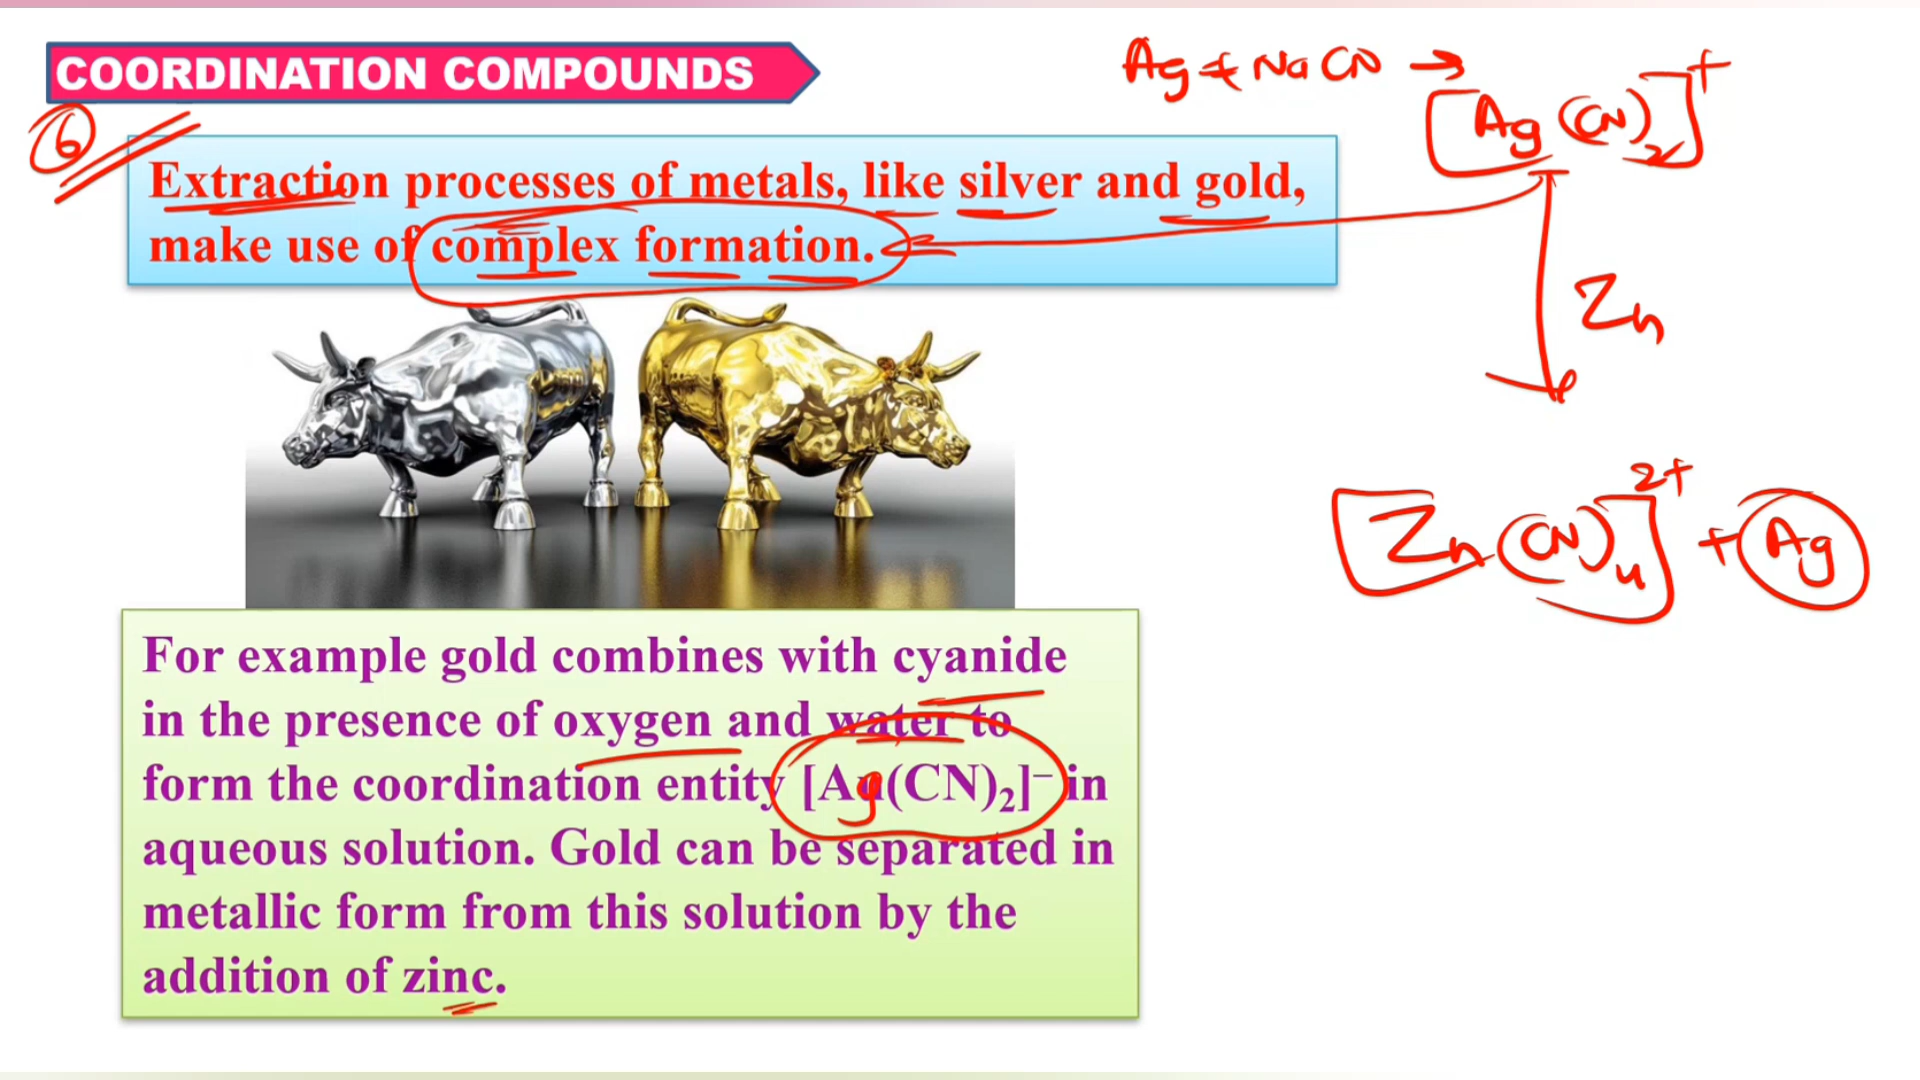 COORDINATION COMPOUNDS
Ag + NaCN → [Ag(CN)2]+
6
Extraction processes of metals, like silver and gold,
make use of complex formation.
Zn
[Zn(CN)4]2+ + Ag
For example gold combines with cyanide
in the presence of oxygen and water to
form the coordination entity [Ag(CN)2]– in
aqueous solution. Gold can be separated in
metallic form from this solution by the
addition of zinc.